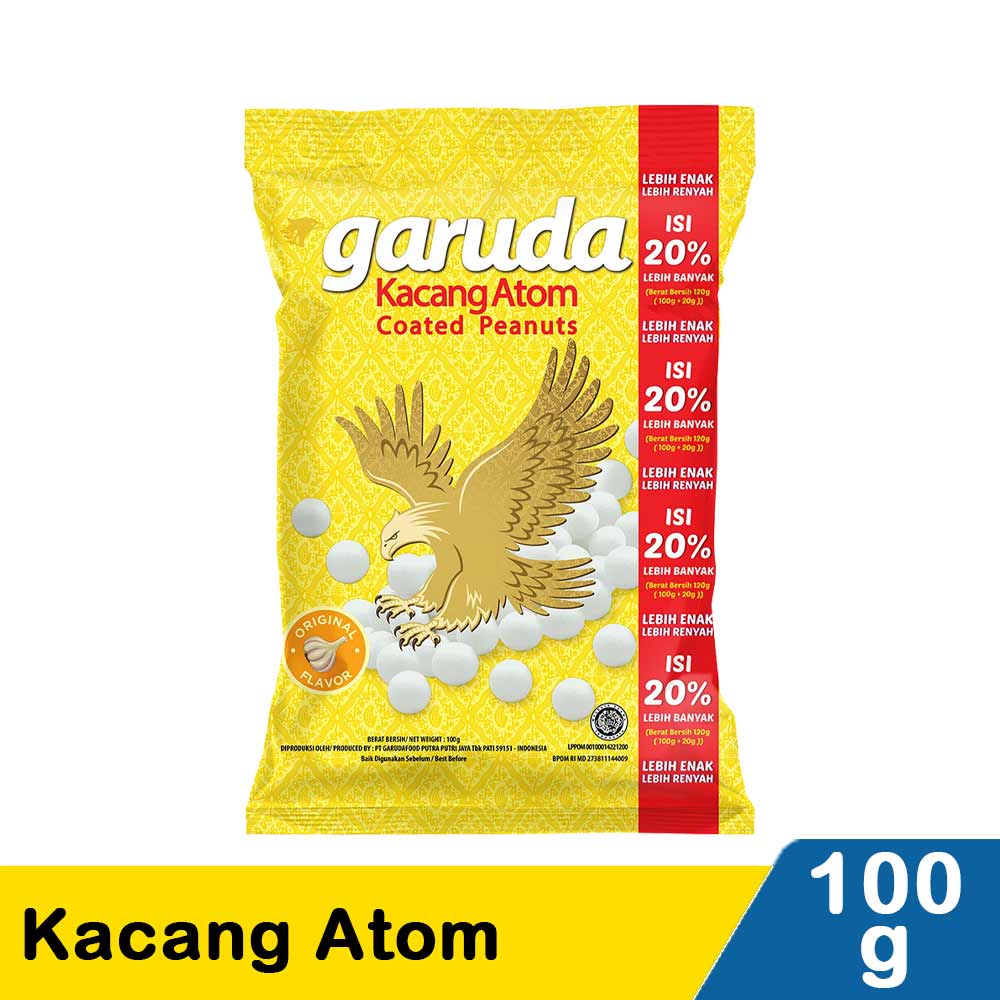 garuda
Kacang Atom
Coated Peanuts
ORIGINAL
FLAVOR
BERAT BERSIH/ NET WEIGHT : 100g
DIPRODUKSI OLEH/ PRODUCED BY : PT GARUDAFOOD PUTRA PUTRI JAYA Tbk PATI 59153 - INDONESIA
Baik Digunakan Sebelum / Best Before
LPPOM 00100014221200
BPOM RI MD 273811144009
LEBIH ENAK
LEBIH RENYAH
ISI
20%
LEBIH BANYAK
(Berat Bersih 120g
(100g + 20g))
LEBIH ENAK
LEBIH RENYAH
ISI
20%
LEBIH BANYAK
(Berat Bersih 120g
(100g + 20g))
LEBIH ENAK
LEBIH RENYAH
ISI
20%
LEBIH BANYAK
(Berat Bersih 120g
(100g + 20g))
LEBIH ENAK
LEBIH RENYAH
ISI
20%
LEBIH BANYAK
(Berat Bersih 120g
(100g + 20g))
LEBIH ENAK
LEBIH RENYAH
Kacang Atom
100
g